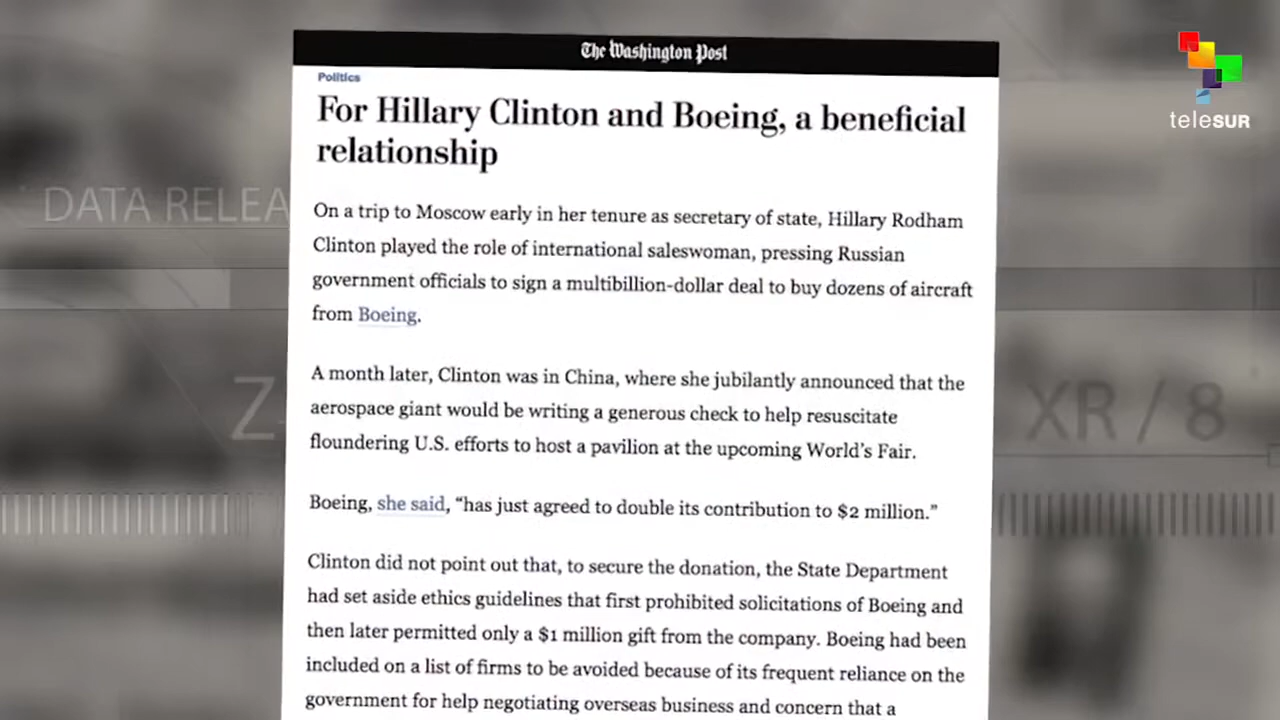 The Washington Post
teleSUR
Politics
For Hillary Clinton and Boeing, a beneficial
relationship
DATA RELEA
On a trip to Moscow early in her tenure as secretary of state, Hillary Rodham
Clinton played the role of international saleswoman, pressing Russian
government officials to sign a multibillion-dollar deal to buy dozens of aircraft
from Boeing.
Z-
XR / 8
A month later, Clinton was in China, where she jubilantly announced that the
aerospace giant would be writing a generous check to help resuscitate
floundering U.S. efforts to host a pavilion at the upcoming World's Fair.
Boeing, she said, “has just agreed to double its contribution to $2 million.”
Clinton did not point out that, to secure the donation, the State Department
had set aside ethics guidelines that first prohibited solicitations of Boeing and
then later permitted only a $1 million gift from the company. Boeing had been
included on a list of firms to be avoided because of its frequent reliance on the
government for help negotiating overseas business and concern that a